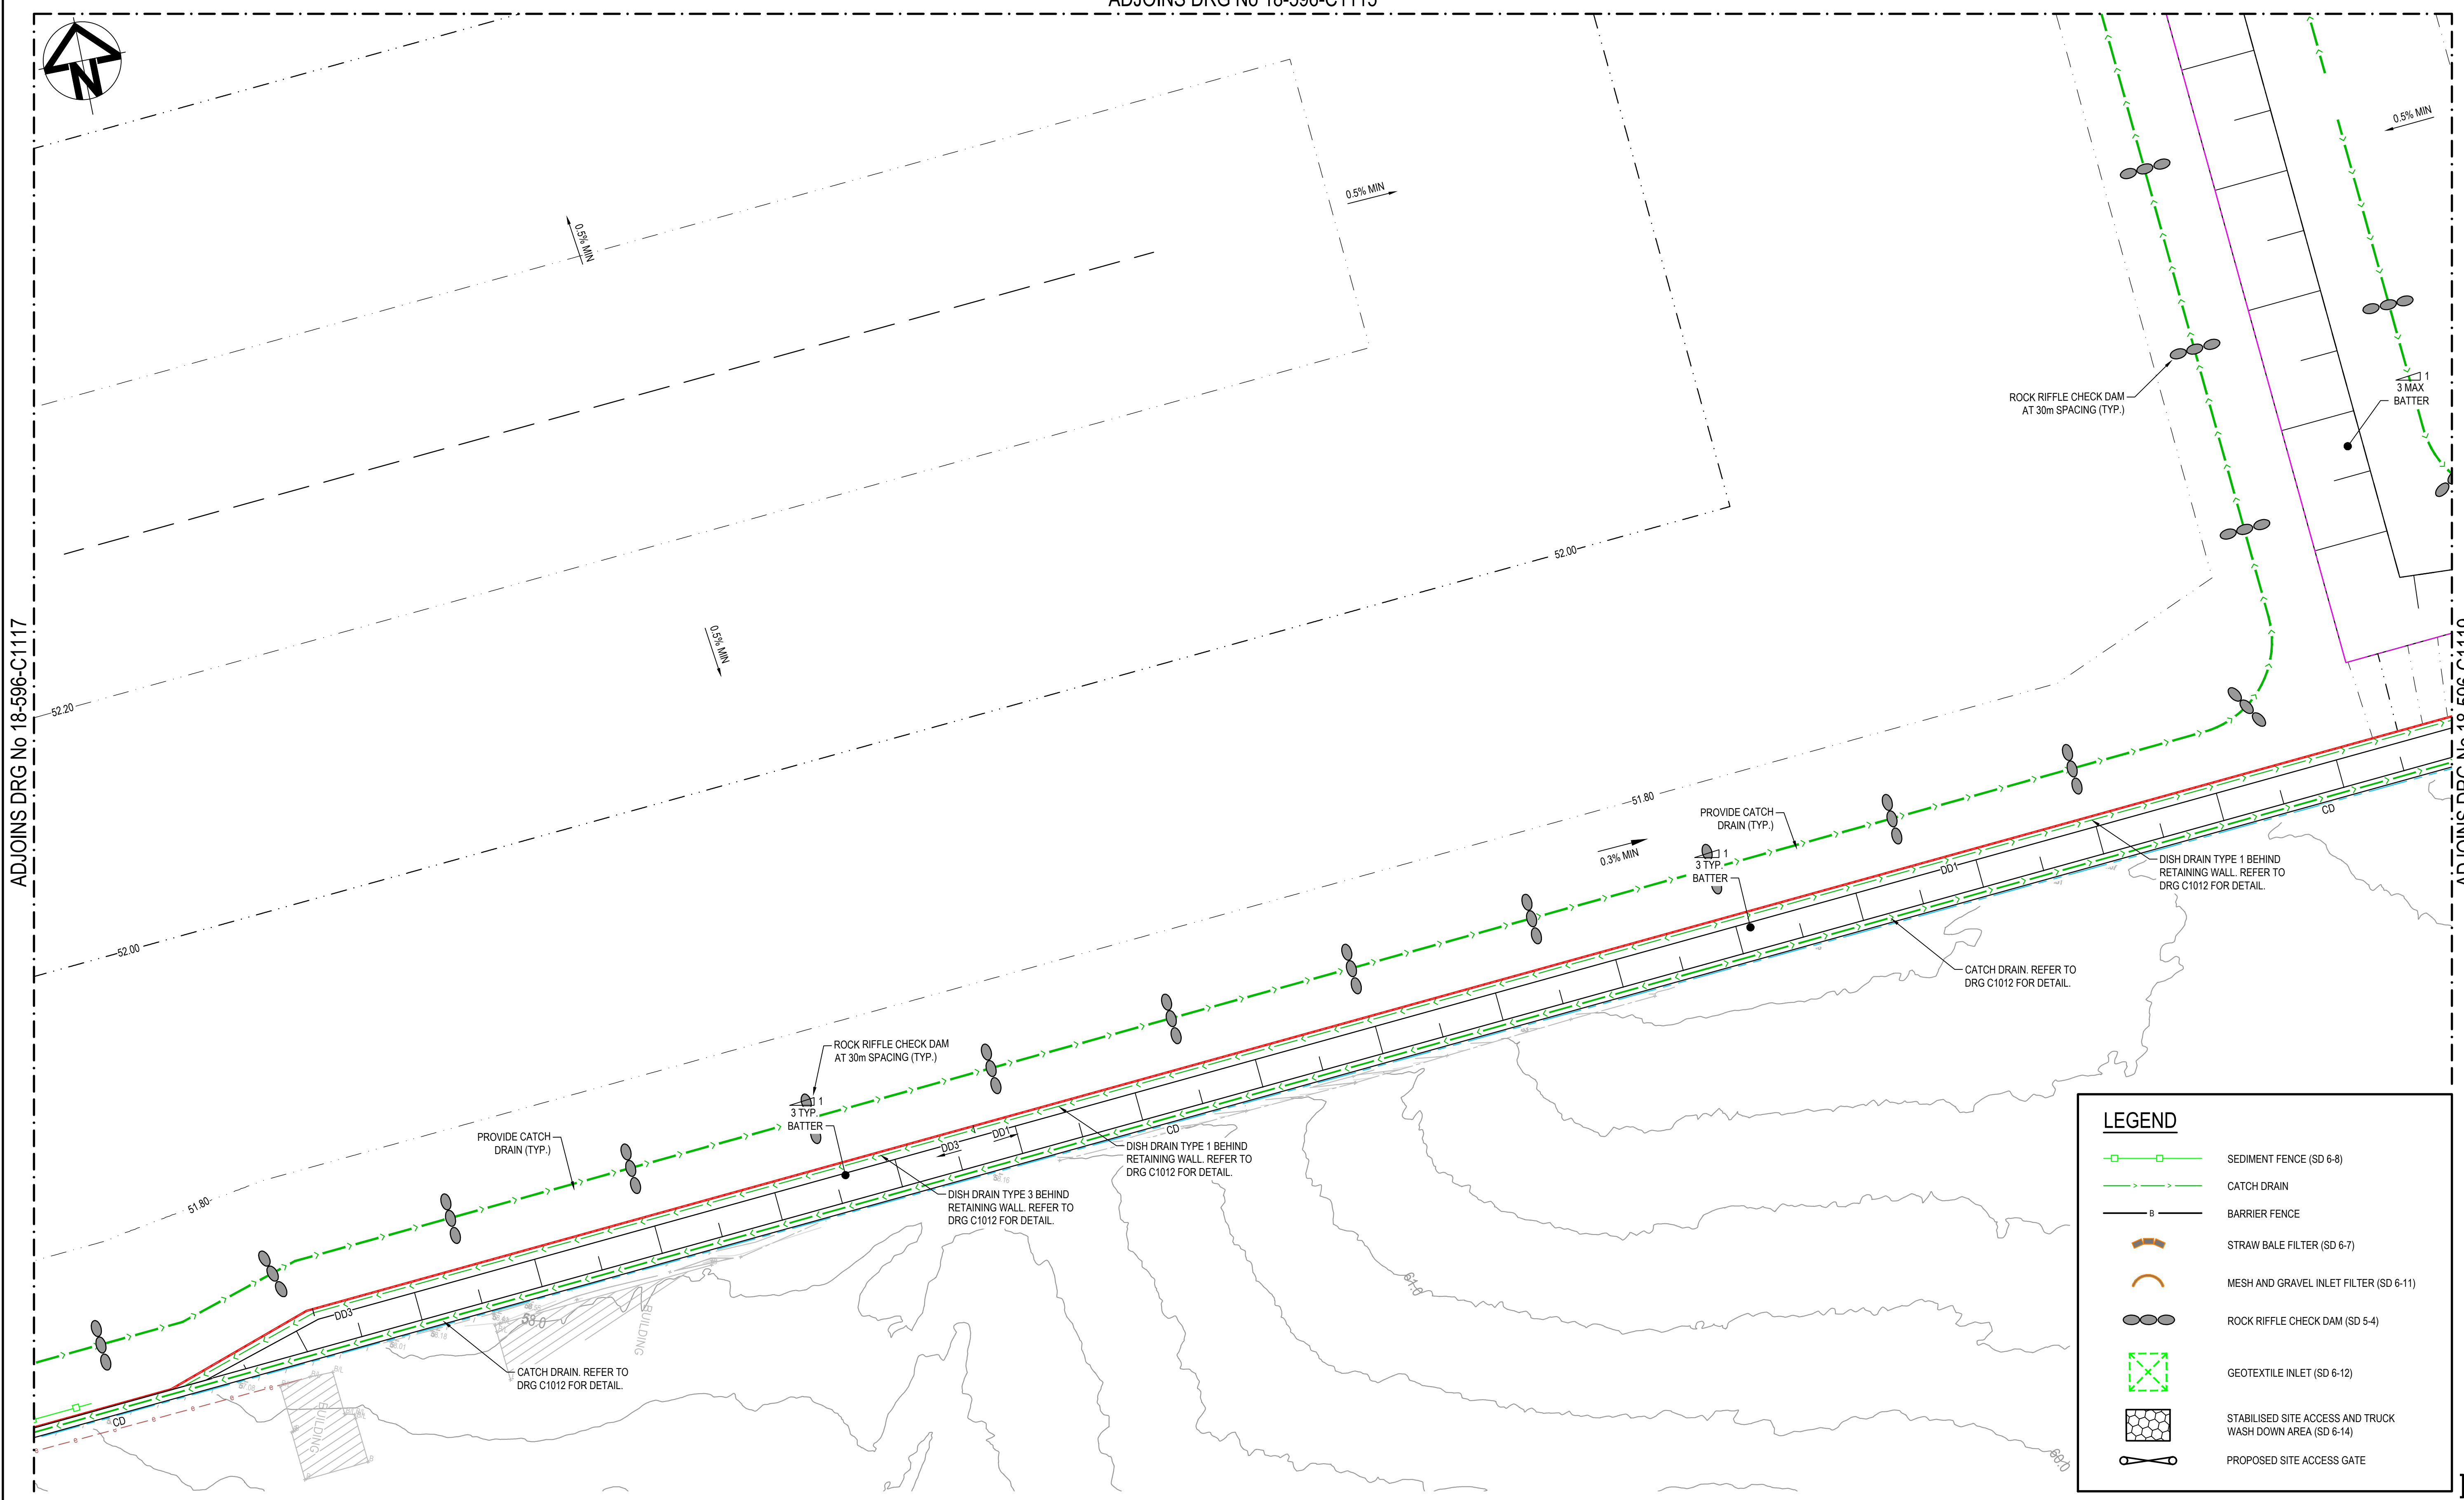 N
0.5% MIN
0.5% MIN
0.5% MIN
ROCK RIFFLE CHECK DAM
AT 30m SPACING (TYP.)
1
3 MAX
BATTER
52.00
0.5% MIN
ADJOINS DRG No 18-596-C1117
52.20
51.80
PROVIDE CATCH
DRAIN (TYP.)
0.3% MIN
1
3 TYP.
BATTER
DD1
CD
DISH DRAIN TYPE 1 BEHIND
RETAINING WALL. REFER TO
DRG C1012 FOR DETAIL.
52.00
CATCH DRAIN. REFER TO
DRG C1012 FOR DETAIL.
ROCK RIFFLE CHECK DAM
AT 30m SPACING (TYP.)
1
3 TYP.
BATTER
PROVIDE CATCH
DRAIN (TYP.)
DD3
DD1
CD
DISH DRAIN TYPE 1 BEHIND
RETAINING WALL. REFER TO
DRG C1012 FOR DETAIL.
DISH DRAIN TYPE 3 BEHIND
RETAINING WALL. REFER TO
DRG C1012 FOR DETAIL.
51.80
DD3
BUILDING
61.0
CATCH DRAIN. REFER TO
DRG C1012 FOR DETAIL.
CD
BUILDING
60.0
LEGEND
SEDIMENT FENCE (SD 6-8)
CATCH DRAIN
B
BARRIER FENCE
STRAW BALE FILTER (SD 6-7)
MESH AND GRAVEL INLET FILTER (SD 6-11)
ROCK RIFFLE CHECK DAM (SD 5-4)
GEOTEXTILE INLET (SD 6-12)
STABILISED SITE ACCESS AND TRUCK
WASH DOWN AREA (SD 6-14)
PROPOSED SITE ACCESS GATE